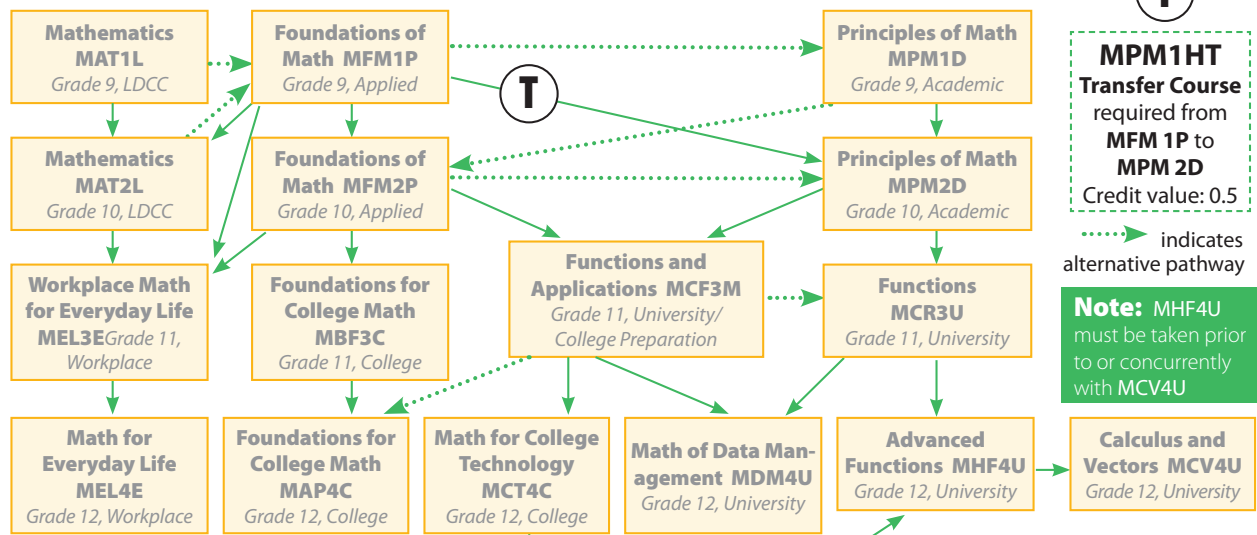 Mathematics
MAT1L
Grade 9, LDCC
Foundations of
Math MFM1P
Grade 9, Applied
T
Principles of Math
MPM1D
Grade 9, Academic
Mathematics
MAT2L
Grade 10, LDCC
Foundations of
Math MFM2P
Grade 10, Applied
Principles of Math
MPM2D
Grade 10, Academic
Workplace Math
for Everyday Life
MEL3EGrade 11,
Workplace
Foundations for
College Math
MBF3C
Grade 11, College
Functions and
Applications MCF3M
Grade 11, University/
College Preparation
Functions
MCR3U
Grade 11, University
Math for
Everyday Life
MEL4E
Grade 12, Workplace
Foundations for
College Math
MAP4C
Grade 12, College
Math for College
Technology
MCT4C
Grade 12, College
Math of Data Man-
agement MDM4U
Grade 12, University
Advanced
Functions MHF4U
Grade 12, University
Calculus and
Vectors MCV4U
Grade 12, University
MPM1HT
Transfer Course
required from
MFM 1P to
MPM 2D
Credit value: 0.5
indicates
alternative pathway
Note: MHF4U
must be taken prior
to or concurrently
with MCV4U